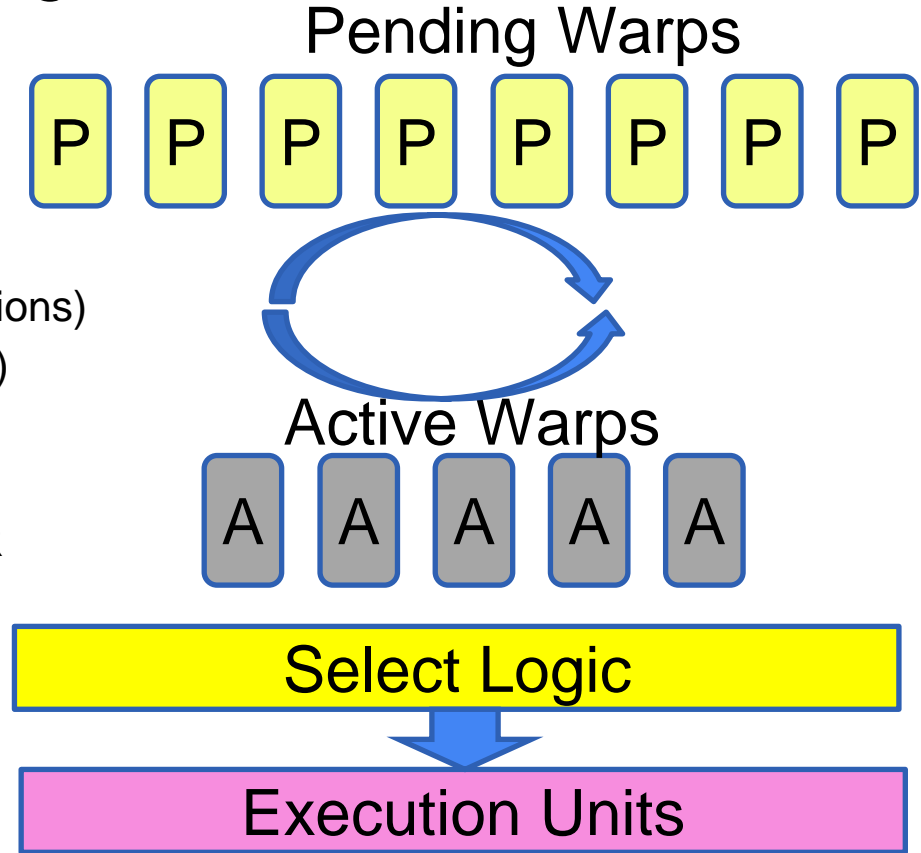 Pending Warps
P P P P P P P P
ions)
)
Active Warps
A A A A A
Select Logic
Execution Units